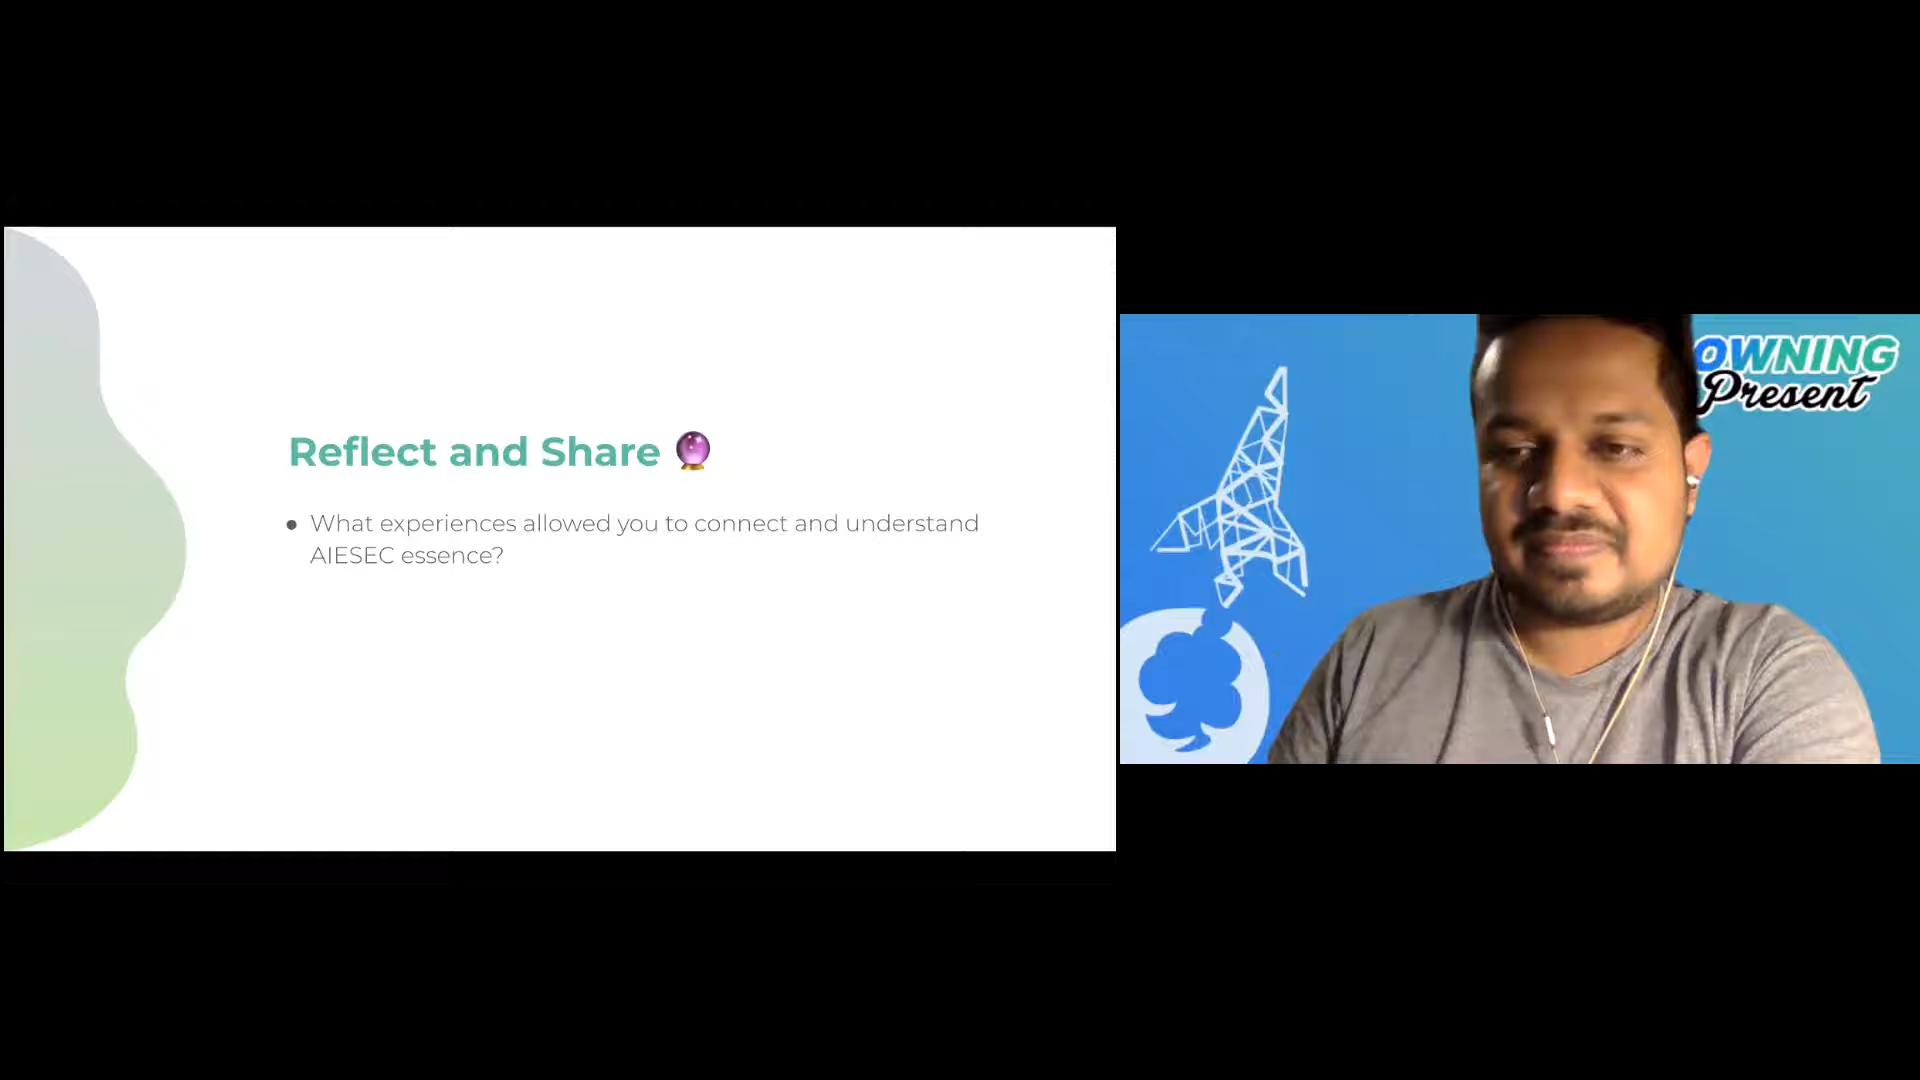 Reflect and Share
What experiences allowed you to connect and understand
AIESEC essence?
OWNING
Present